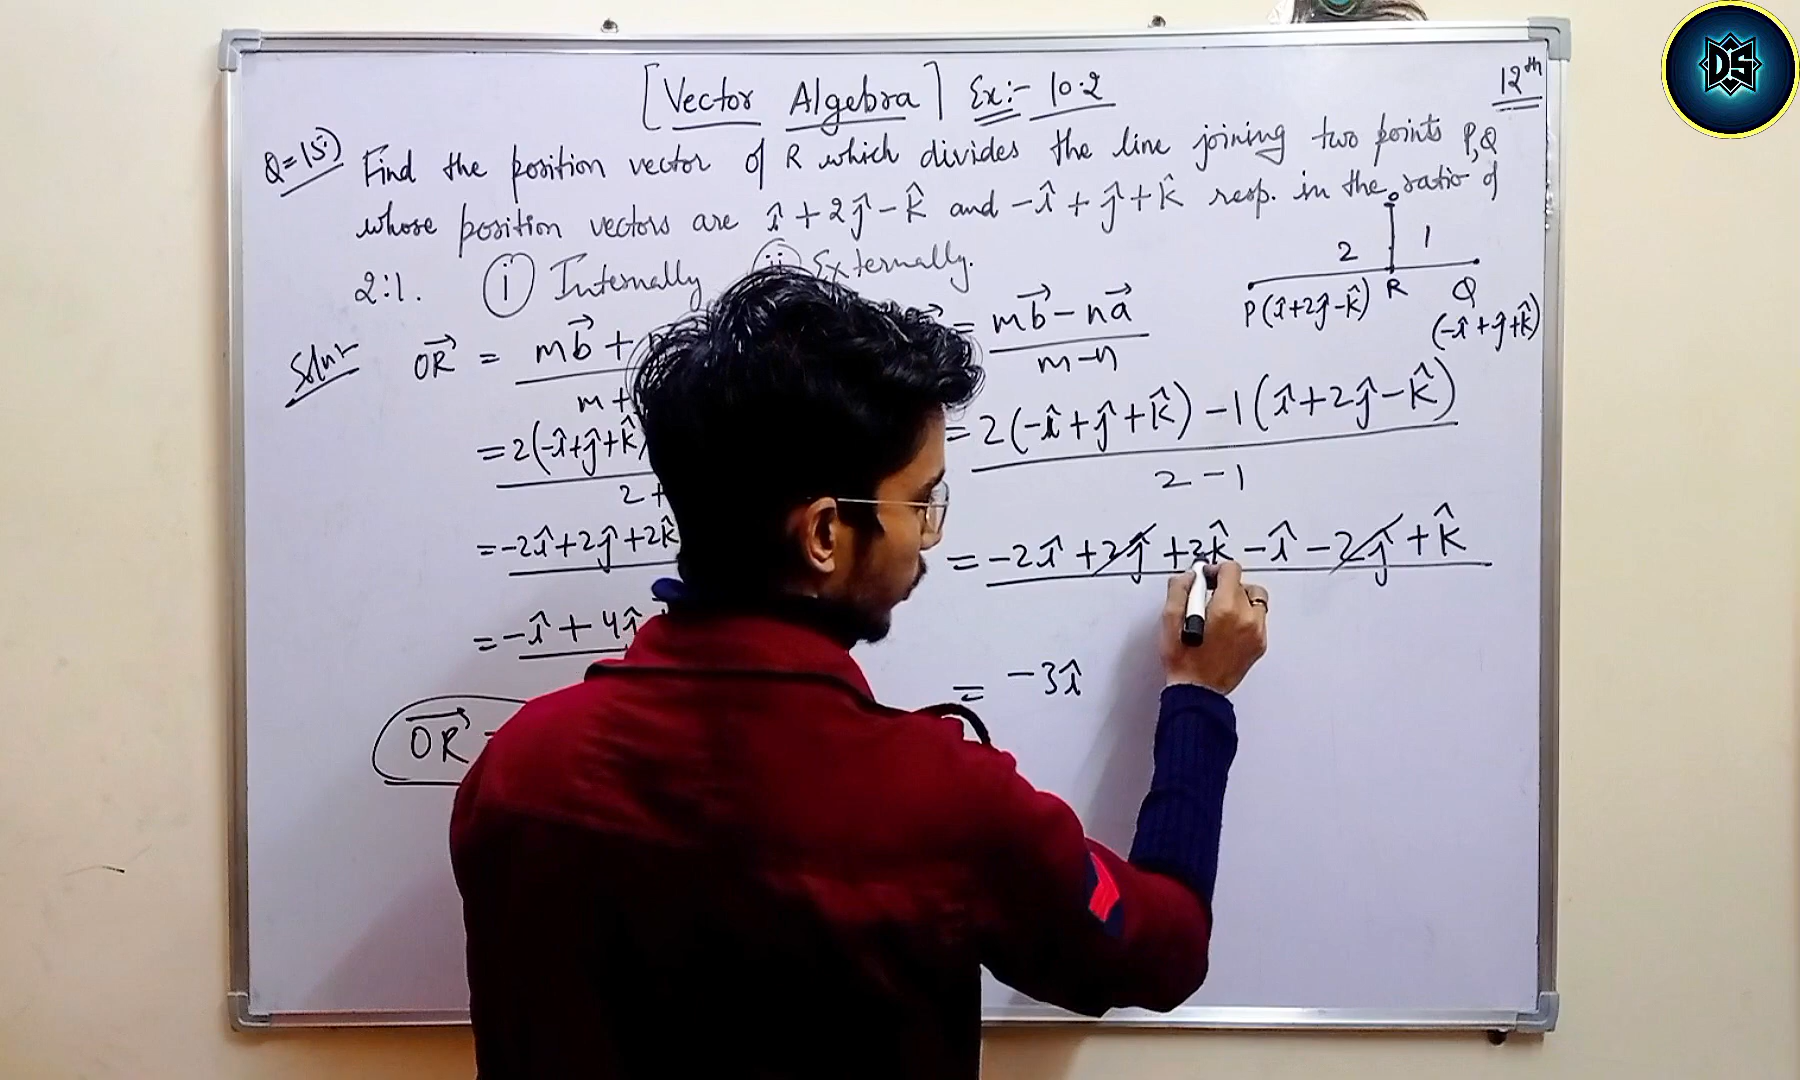 [Vector Algebra] Ex:- 10.2
12th
DS
Q=15) Find the position vector of R which divides the line joining two points P,Q
whose position vectors are î + 2ĵ - k̂ and -î + ĵ + k̂ resp. in the ratio of
2:1. (i) Internally (ii) Externally.
2 1
P(î+2ĵ-k̂) R Q
(-î+ĵ+k̂)
Soln
OR⃗ = mb⃗ +
m+
= 2(-î+ĵ+k̂)
2+
= -2î+2ĵ+2k̂
= -î + 4ĵ
OR⃗
= mb⃗ - na⃗
m-n
= 2(-î+ĵ+k̂) - 1(î+2ĵ-k̂)
2-1
= -2î + 2ĵ + 2k̂ - î - 2ĵ + k̂
= -3î